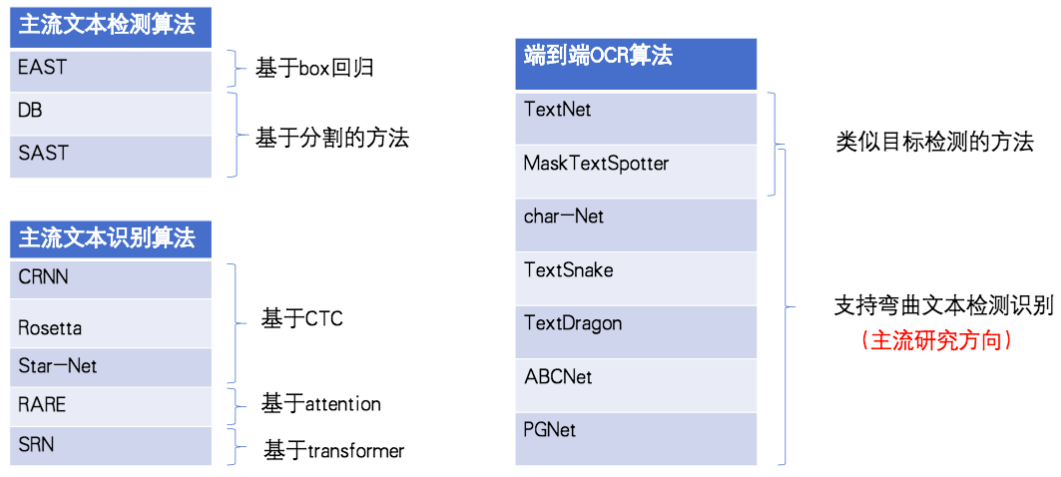 主流文本检测算法
EAST
DB
SAST
基于box回归
基于分割的方法
主流文本识别算法
CRNN
Rosetta
Star-Net
RARE
SRN
基于CTC
基于attention
基于transformer
端到端OCR算法
TextNet
MaskTextSpotter
char-Net
TextSnake
TextDragon
ABCNet
PGNet
类似目标检测的方法
支持弯曲文本检测识别
（主流研究方向）